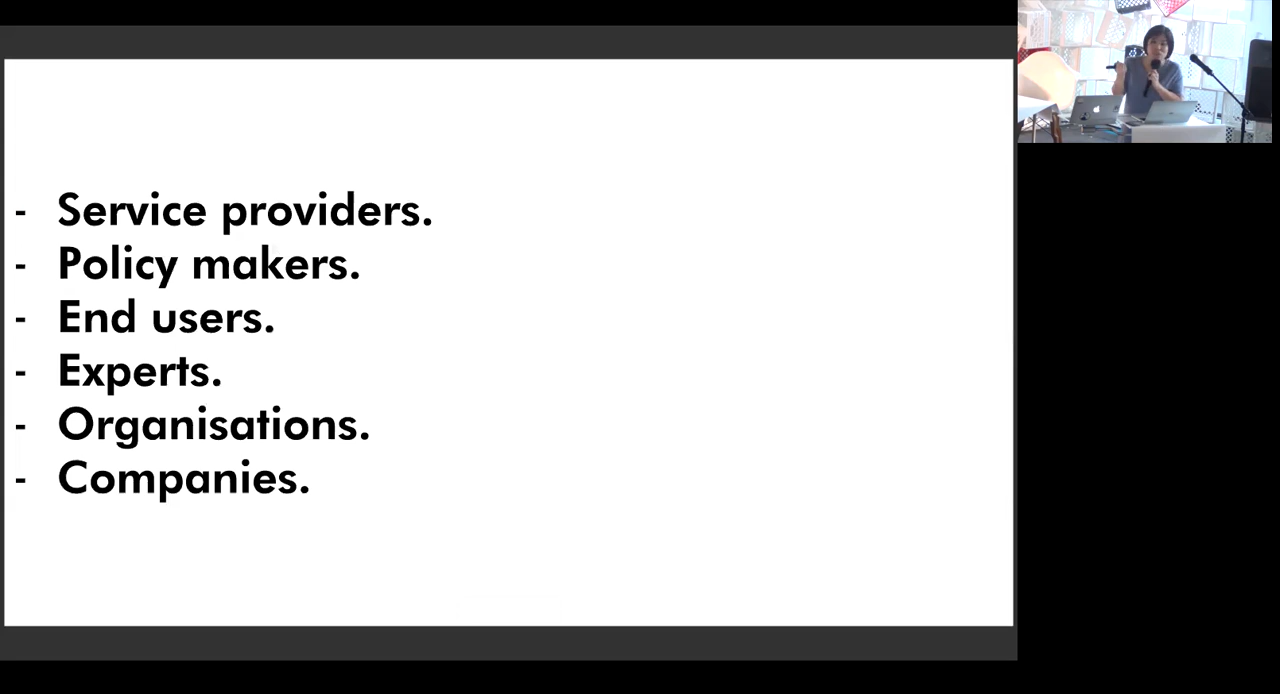 - Service providers.
- Policy makers.
- End users.
- Experts.
- Organisations.
- Companies.